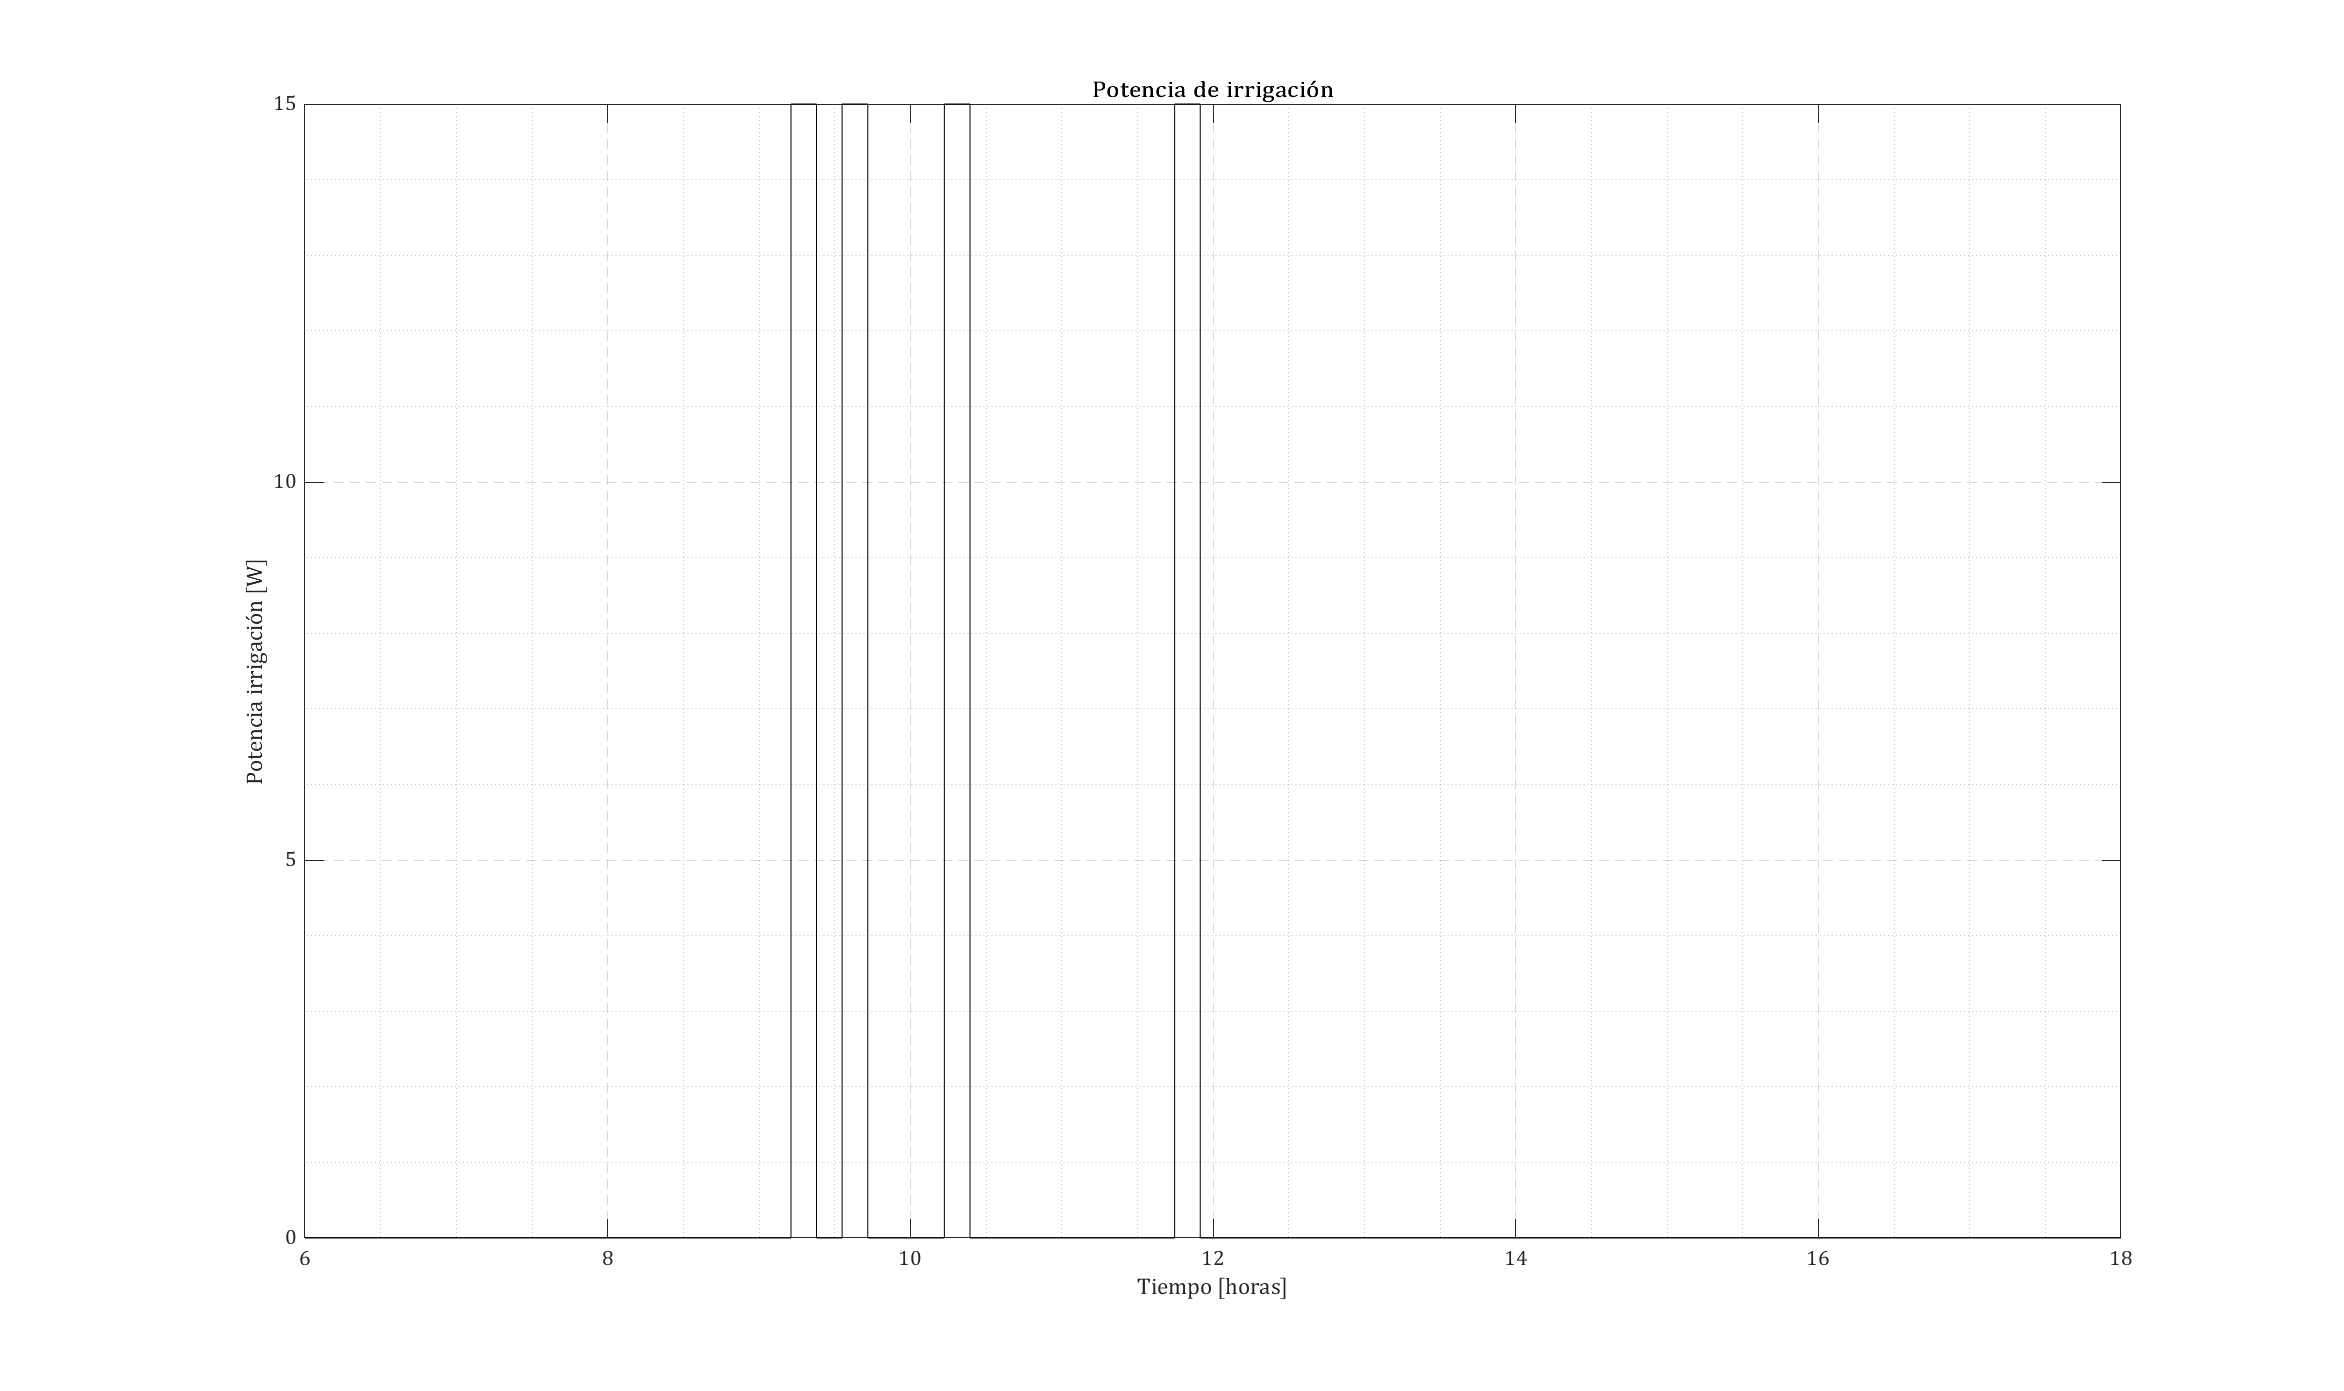 Potencia de irrigación
15
10
5
0
Potencia irrigación [W]
6 8 10 12 14 16 18
Tiempo [horas]